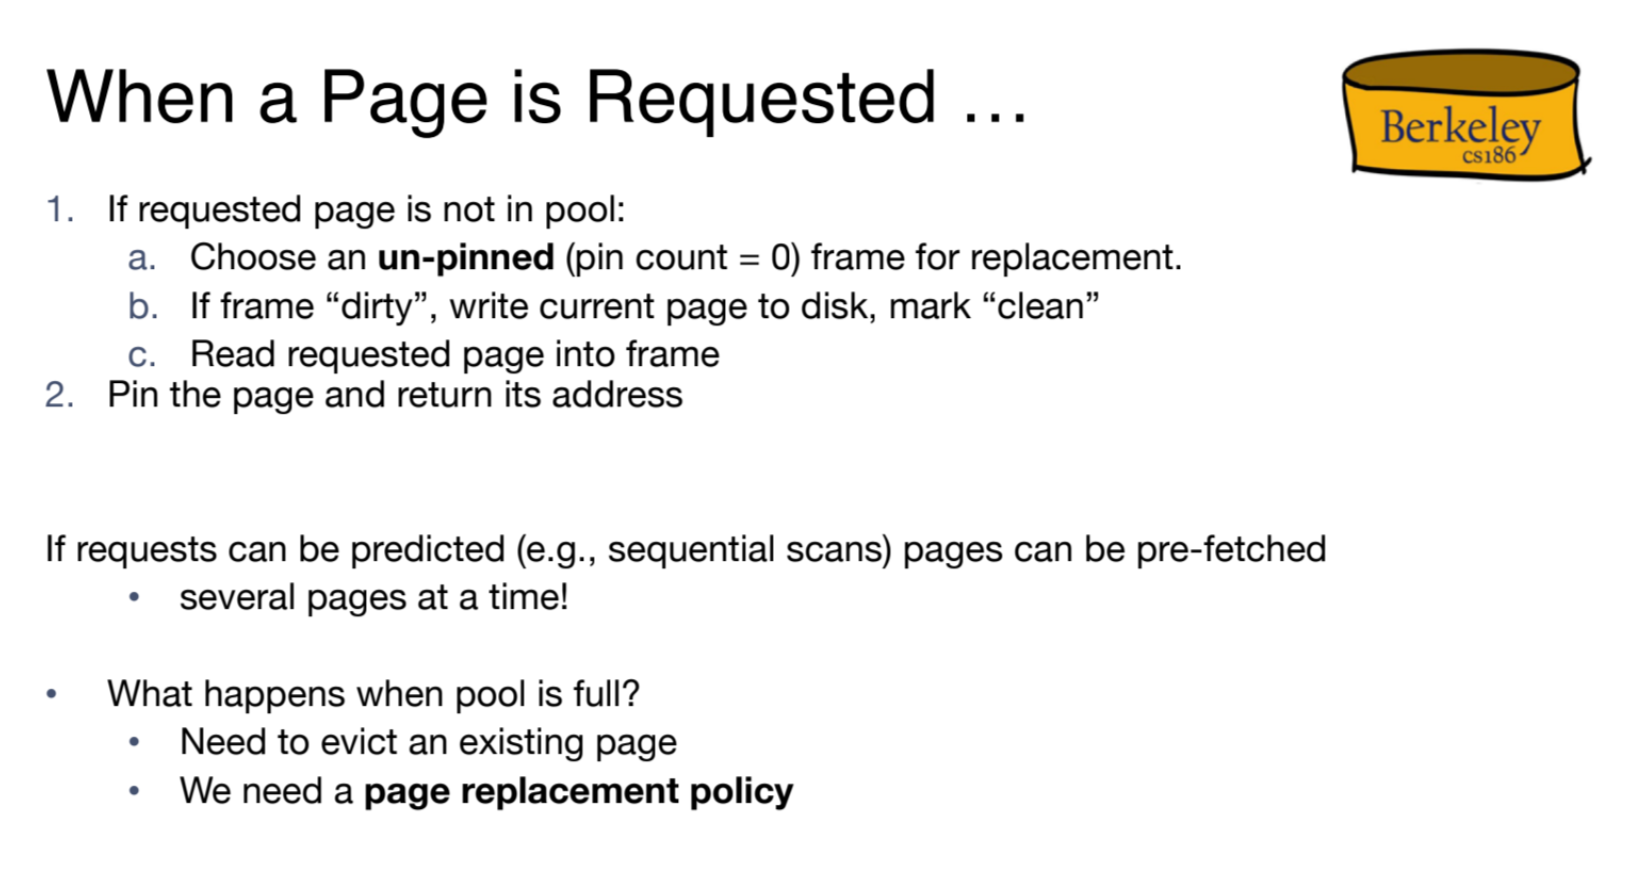 When a Page is Requested …
Berkeley
cs186
1. If requested page is not in pool:
a. Choose an un-pinned (pin count = 0) frame for replacement.
b. If frame “dirty”, write current page to disk, mark “clean”
c. Read requested page into frame
2. Pin the page and return its address
If requests can be predicted (e.g., sequential scans) pages can be pre-fetched
• several pages at a time!
• What happens when pool is full?
• Need to evict an existing page
• We need a page replacement policy